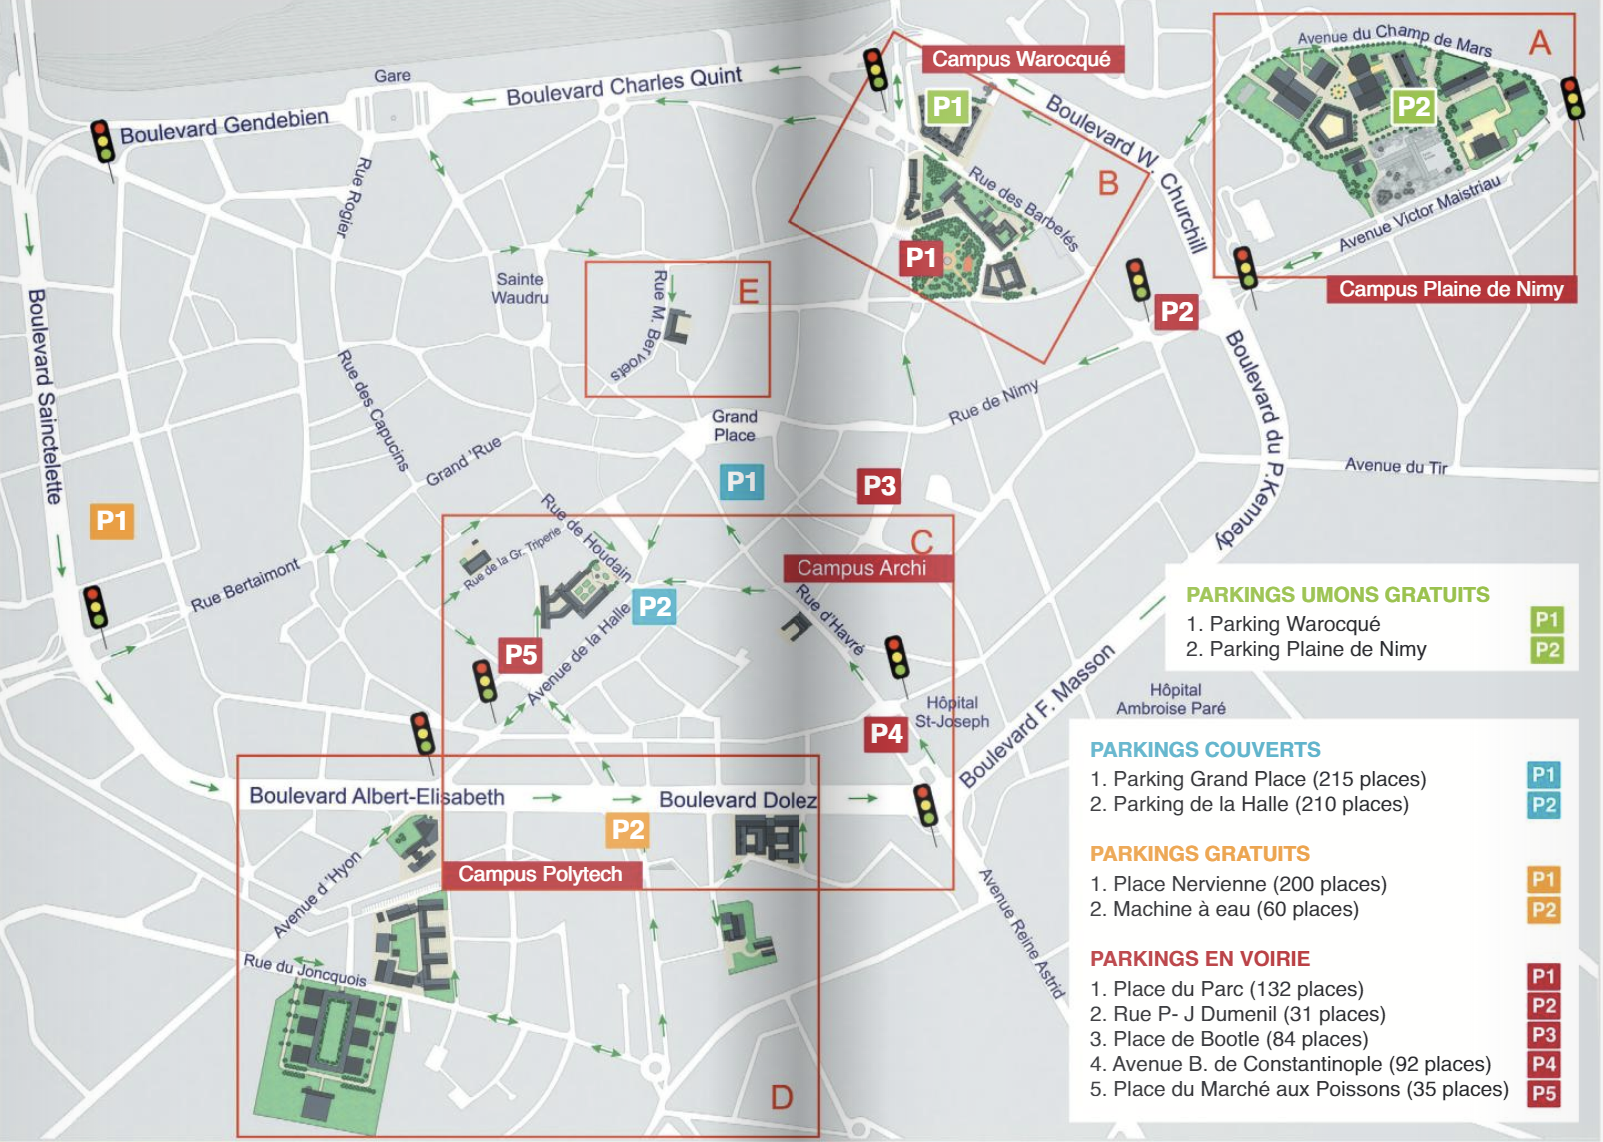 Avenue du Champ de Mars
A
Campus Warocqué
Gare
Boulevard Charles Quint
P1
Boulevard W. Churchill
P2
Boulevard Gendebien
Rue Rogier
Rue des Barbelés
B
Avenue Victor Maistriau
P1
Sainte
Waudru
Rue M. Bervoets
E
Campus Plaine de Nimy
P2
Boulevard Sainctelette
Rue des Capucins
Boulevard du P.Kennedy
Rue de Nimy
Grand
Place
Grand 'Rue
Avenue du Tir
P1
P3
P1
Rue de Houdain
Rue de la Gr. Triperie
C
Campus Archi
Rue Bertaimont
P2
Rue d'Havré
Avenue de la Halle
P5
Hôpital
St-Joseph
Boulevard F. Masson
Hôpital
Ambroise Paré
P4
Boulevard Albert-Elisabeth
Boulevard Dolez
P2
Campus Polytech
Avenue d 'Hyon
Avenue Reine Astrid
Rue du Joncquois
D
PARKINGS UMONS GRATUITS
1. Parking Warocqué P1
2. Parking Plaine de Nimy P2
PARKINGS COUVERTS
1. Parking Grand Place (215 places) P1
2. Parking de la Halle (210 places) P2
PARKINGS GRATUITS
1. Place Nervienne (200 places) P1
2. Machine à eau (60 places) P2
PARKINGS EN VOIRIE
1. Place du Parc (132 places) P1
2. Rue P- J Dumenil (31 places) P2
3. Place de Bootle (84 places) P3
4. Avenue B. de Constantinople (92 places) P4
5. Place du Marché aux Poissons (35 places) P5